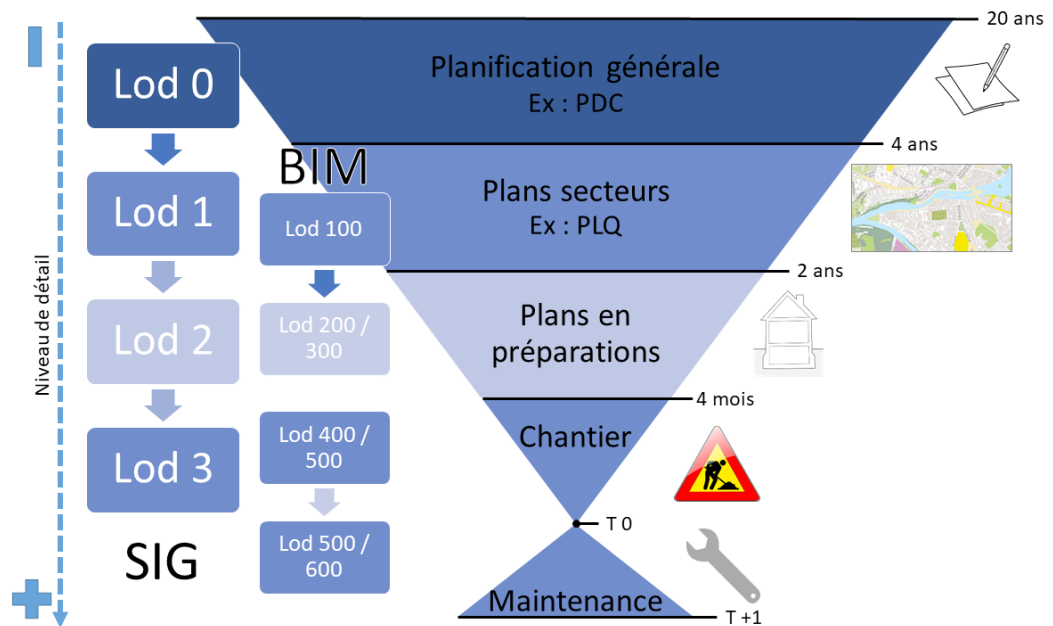 20 ans
Lod 0
Planification générale
Ex : PDC
4 ans
BIM
Lod 1
Lod 100
Plans secteurs
Ex : PLQ
2 ans
Niveau de détail
Lod 2
Lod 200 /
300
Plans en
préparations
4 mois
Lod 3
Lod 400 /
500
Chantier
T 0
SIG
Lod 500 /
600
Maintenance
T +1